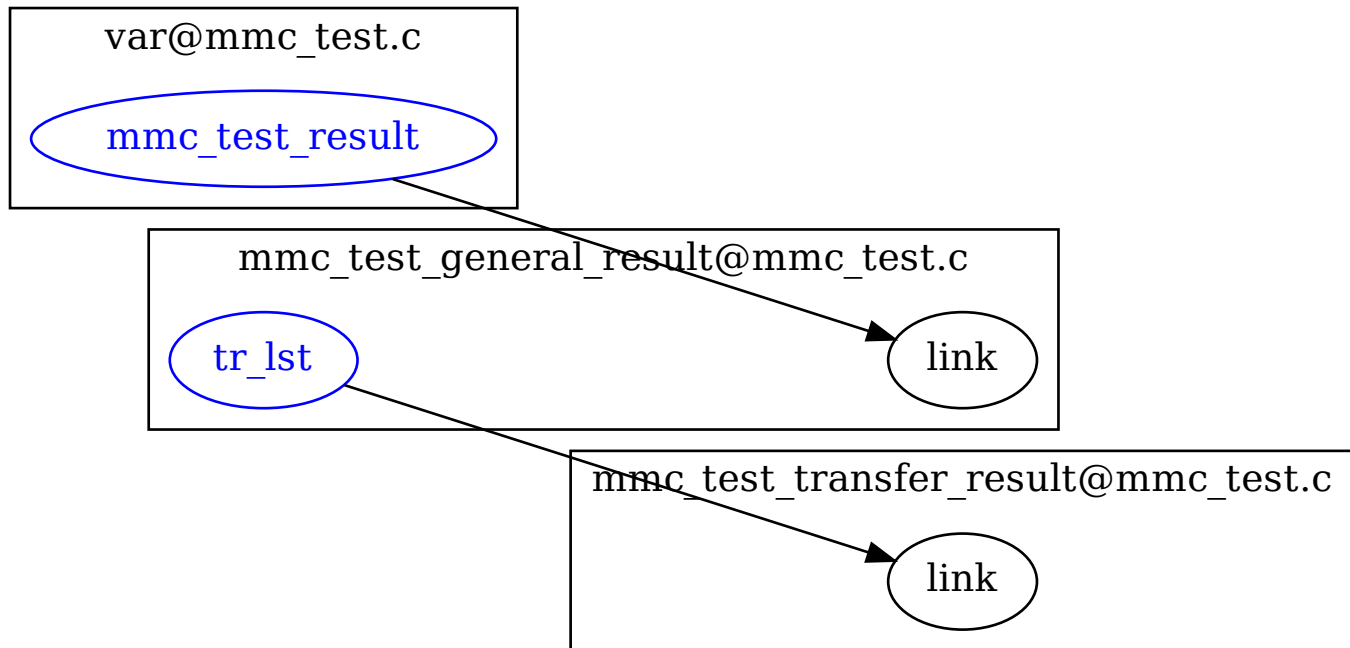 var@mmc_test.c
mmc_test_result
mmc_test_general_result@mmc_test.c
tr_lst
link
mmc_test_transfer_result@mmc_test.c
link